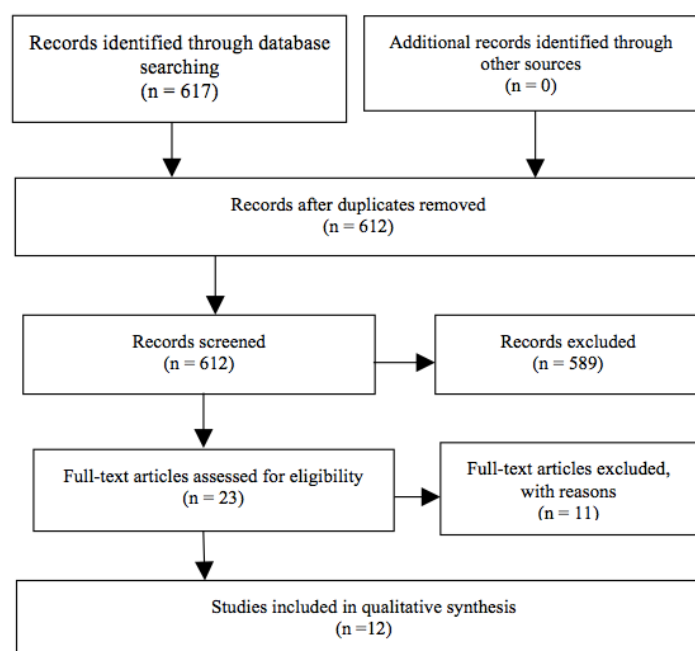 Records identified through database
searching
(n = 617)
Additional records identified through
other sources
(n = 0)
Records after duplicates removed
(n = 612)
Records screened
(n = 612)
Records excluded
(n = 589)
Full-text articles assessed for eligibility
(n = 23)
Full-text articles excluded,
with reasons
(n = 11)
Studies included in qualitative synthesis
(n =12)